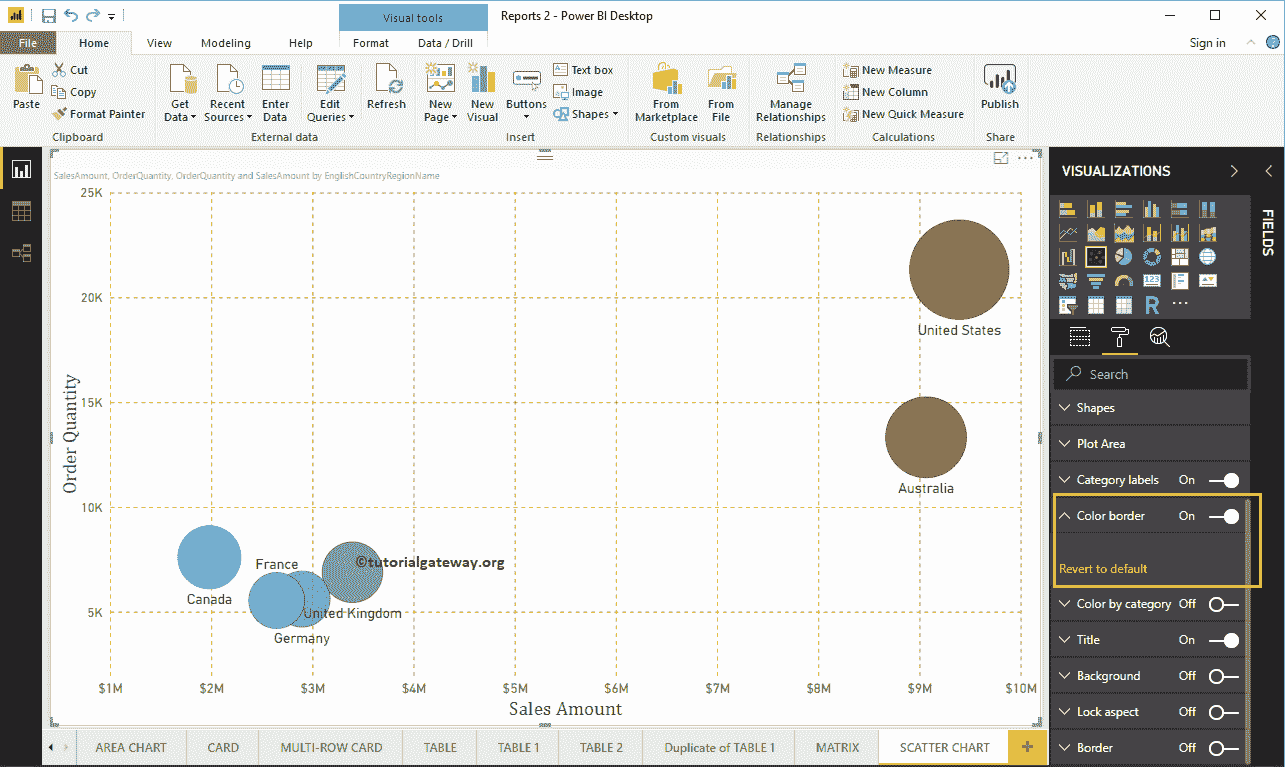 Visual tools
Reports 2 - Power BI Desktop
File Home View Modeling Help Format Data / Drill Sign in
Paste
Cut
Copy
Format Painter
Clipboard
Get Data
Recent Sources
Enter Data
Edit Queries
External data
Refresh
New Page
New Visual
Buttons
Text box
Image
Shapes
Insert
From Marketplace
From File
Custom visuals
Manage Relationships
Relationships
New Measure
New Column
New Quick Measure
Calculations
Publish
Share
SalesAmount, OrderQuantity, OrderQuantity and SalesAmount by EnglishCountryRegionName
25K
20K
15K
10K
5K
Order Quantity
United States
Australia
Canada
France
©tutorialgateway.org
United Kingdom
Germany
$1M $2M $3M $4M $5M $6M $7M $8M $9M $10M
Sales Amount
VISUALIZATIONS
123
R
Search
Shapes
Plot Area
Category labels On
Color border On
Revert to default
Color by category Off
Title On
Background Off
Lock aspect Off
Border Off
FIELDS
AREA CHART CARD MULTI-ROW CARD TABLE TABLE 1 TABLE 2 Duplicate of TABLE 1 MATRIX SCATTER CHART +